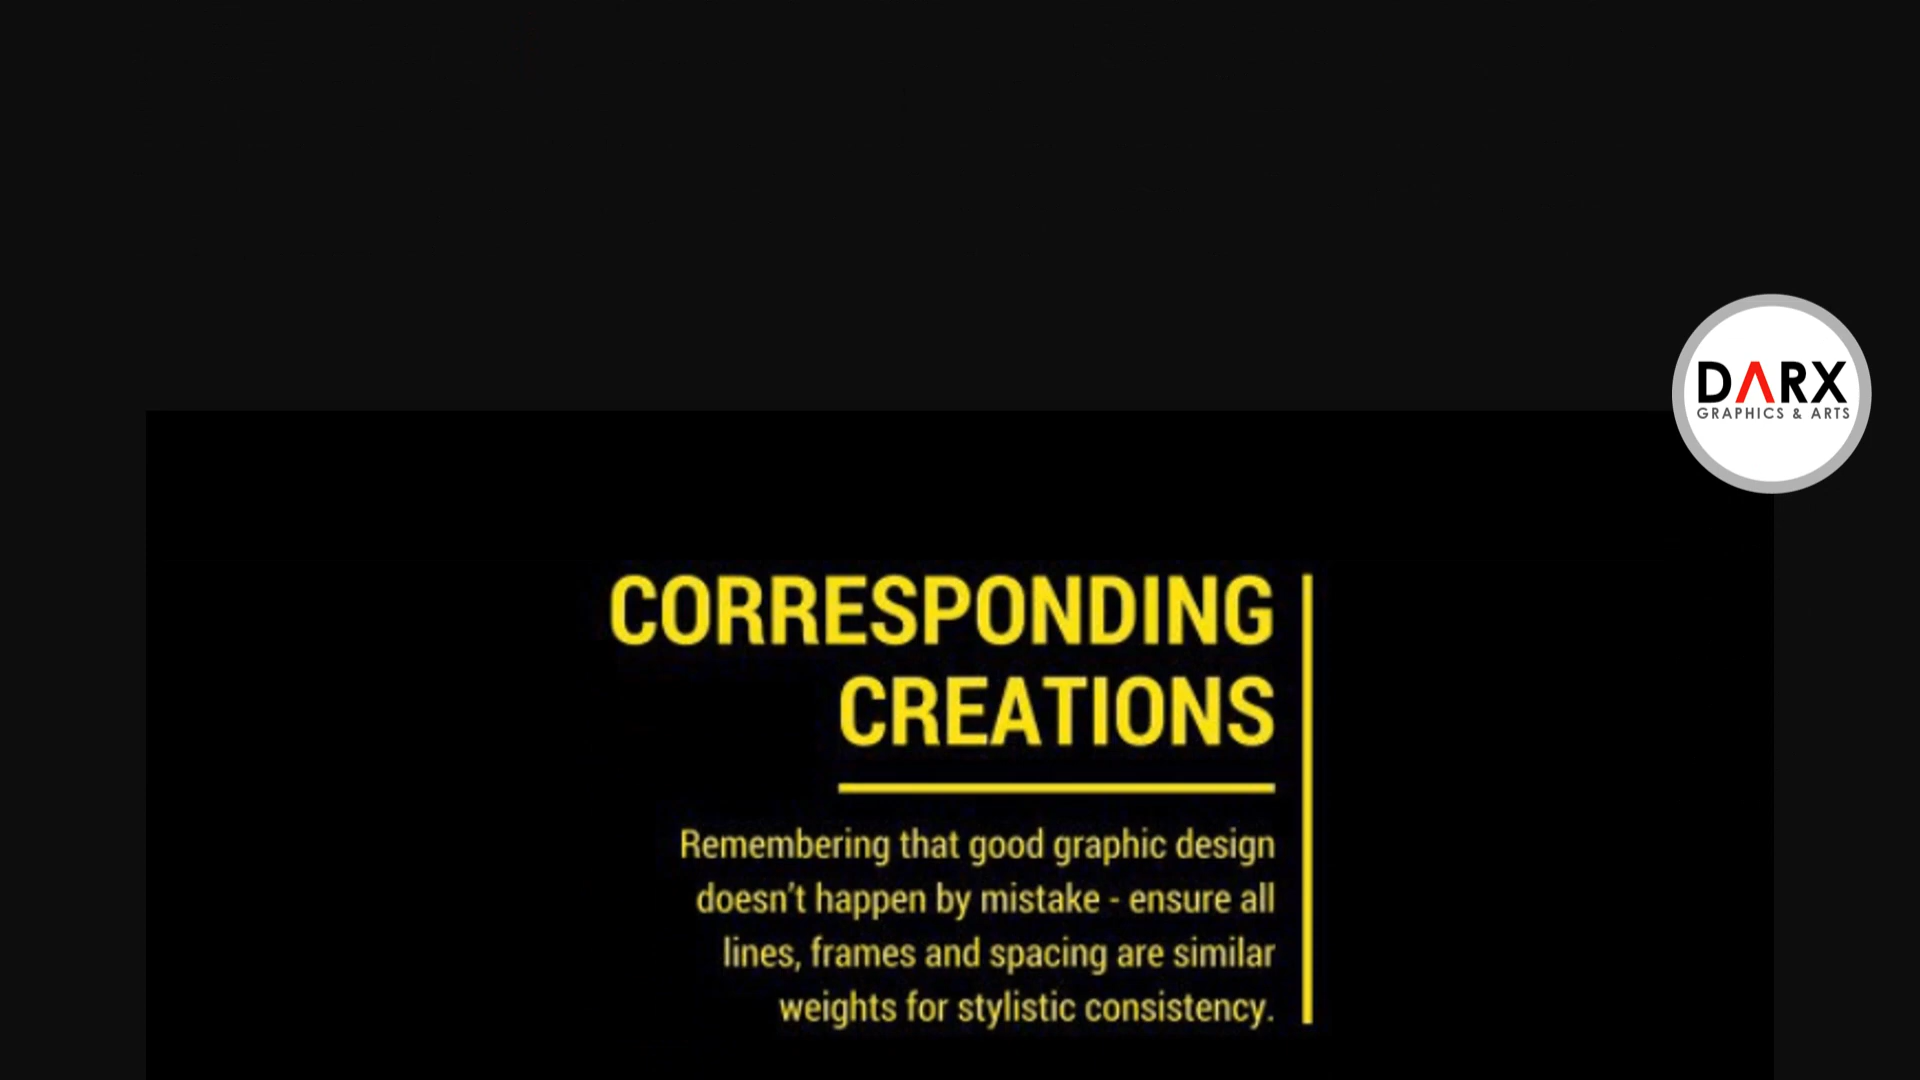 DARX
GRAPHICS & ARTS
CORRESPONDING
CREATIONS
Remembering that good graphic design
doesn't happen by mistake - ensure all
lines, frames and spacing are similar
weights for stylistic consistency.